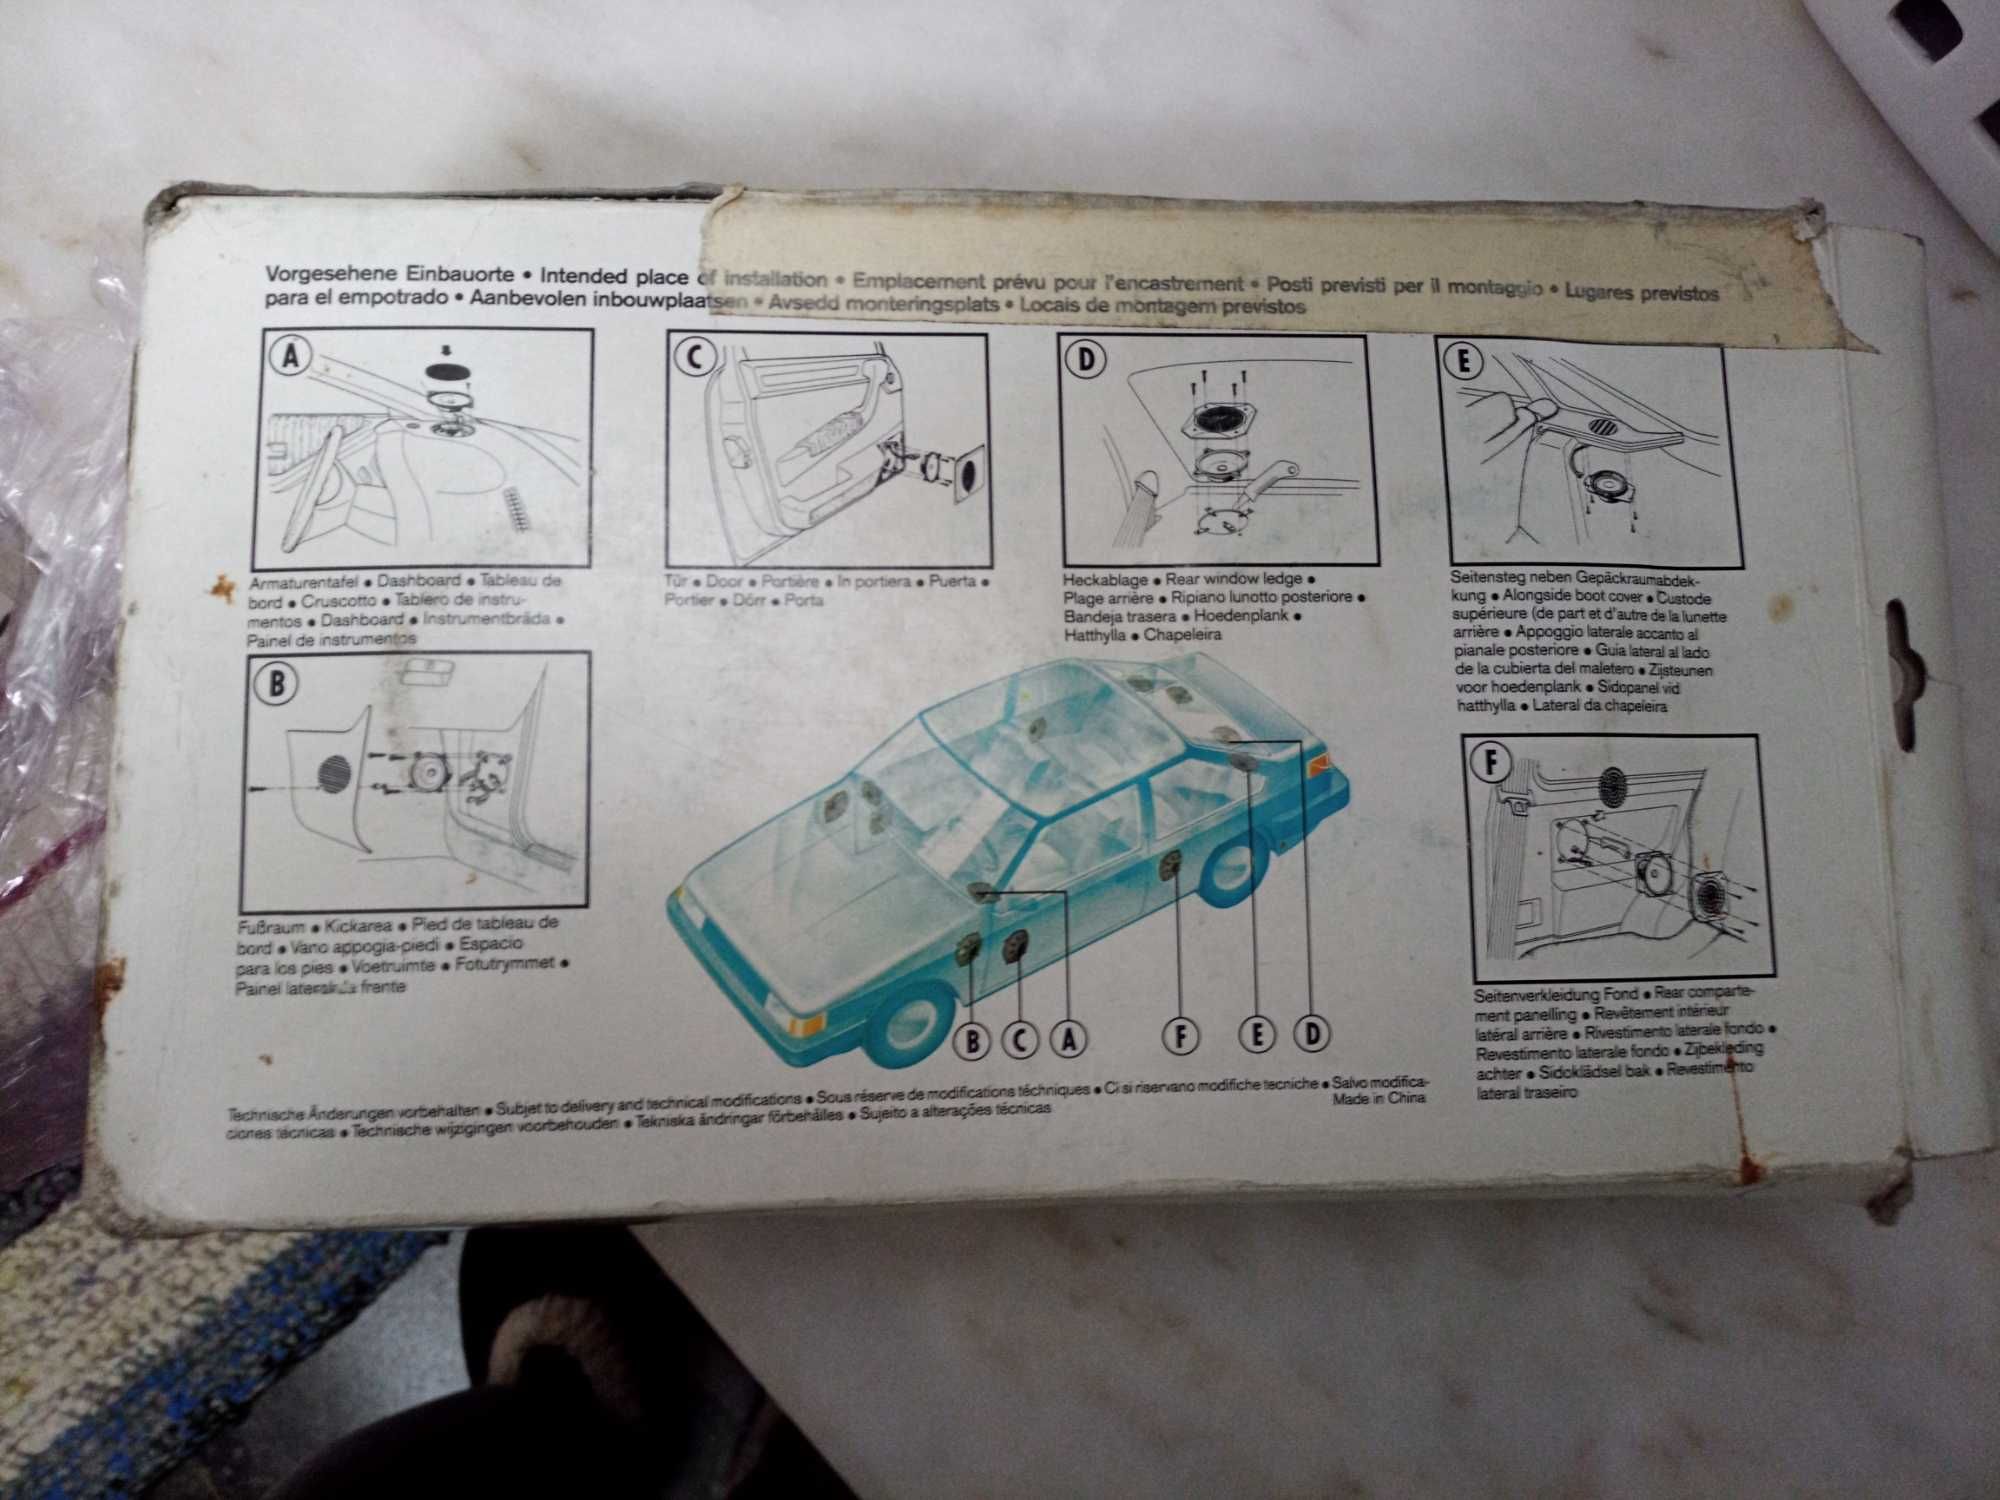 Vorgesehene Einbauorte • Intended place of installation • Emplacement prévu pour l'encastrement • Posti previsti per il montaggio • Lugares previstos
para el empotrado • Aanbevolen inbouwplaatsen • Avsedd monteringsplats • Locais de montagem previstos
A
Armaturentafel • Dashboard • Tableau de
bord • Cruscotto • Tablero de instru-
mentos • Dashboard • Instrumentbräda •
Painel de instrumentos
B
Fußraum • Kickarea • Pied de tableau de
bord • Vano appogia-piedi • Espacio
para los pies • Voetruimte • Fotutrymmet •
Painel lateral da frente
C
Tür • Door • Portière • In portiera • Puerta •
Portier • Dörr • Porta
D
Heckablage • Rear window ledge •
Plage arrière • Ripiano lunotto posteriore •
Bandeja trasera • Hoedenplank •
Hatthylla • Chapeleira
E
Seitensteg neben Gepäckraumabdek-
kung • Alongside boot cover • Custode
supérieure (de part et d'autre de la lunette
arrière • Appoggio laterale accanto al
pianale posteriore • Guia lateral al lado
de la cubierta del maletero • Zijsteunen
voor hoedenplank • Sidopanel vid
hatthylla • Lateral da chapeleira
F
Seitenverkleidung Fond • Rear comparte-
ment panelling • Revêtement intérieur
latéral arrière • Rivestimento laterale fondo •
Revestimento laterale fondo • Zijbekleding
achter • Sidoklädsel bak • Revestimento
lateral traseiro
B C A F E D
Technische Änderungen vorbehalten • Subjet to delivery and technical modifications • Sous réserve de modifications téchniques • Ci si riservano modifiche tecniche • Salvo modifica-
ciones técnicas • Technische wijzigingen voorbehouden • Tekniska ändringar förbehälles • Sujeito a alterações técnicas
Made in China